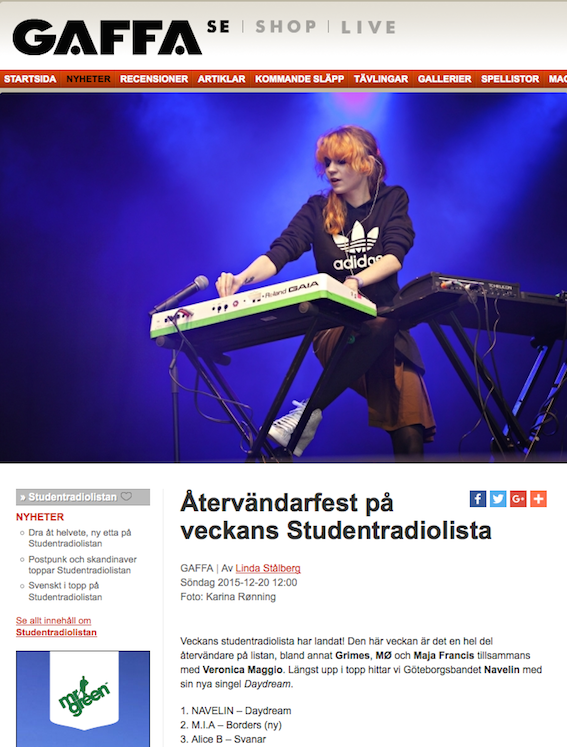 GAFFA SE | SHOP | LIVE
STARTSIDA NYHETER RECENSIONER ARTIKLAR KOMMANDE SLÄPP TÄVLINGAR GALLERIER SPELLISTOR MAG
adidas
Roland GAIA
TC HELICON
» Studentradiolistan
NYHETER
Dra åt helvete, ny etta på
Studentradiolistan
Postpunk och skandinaver
toppar Studentradiolistan
Svenskt i topp på
Studentradiolistan
Se allt innehåll om
Studentradiolistan
mr green™
Återvändarfest på
veckans Studentradiolista
GAFFA | Av Linda Stålberg
Söndag 2015-12-20 12:00
Foto: Karina Rønning
Veckans studentradiolista har landat! Den här veckan är det en hel del
återvändare på listan, bland annat Grimes, MØ och Maja Francis tillsammans
med Veronica Maggio. Längst upp i topp hittar vi Göteborgsbandet Navelin med
sin nya singel Daydream.
1. NAVELIN – Daydream
2. M.I.A – Borders (ny)
3. Alice B – Svanar